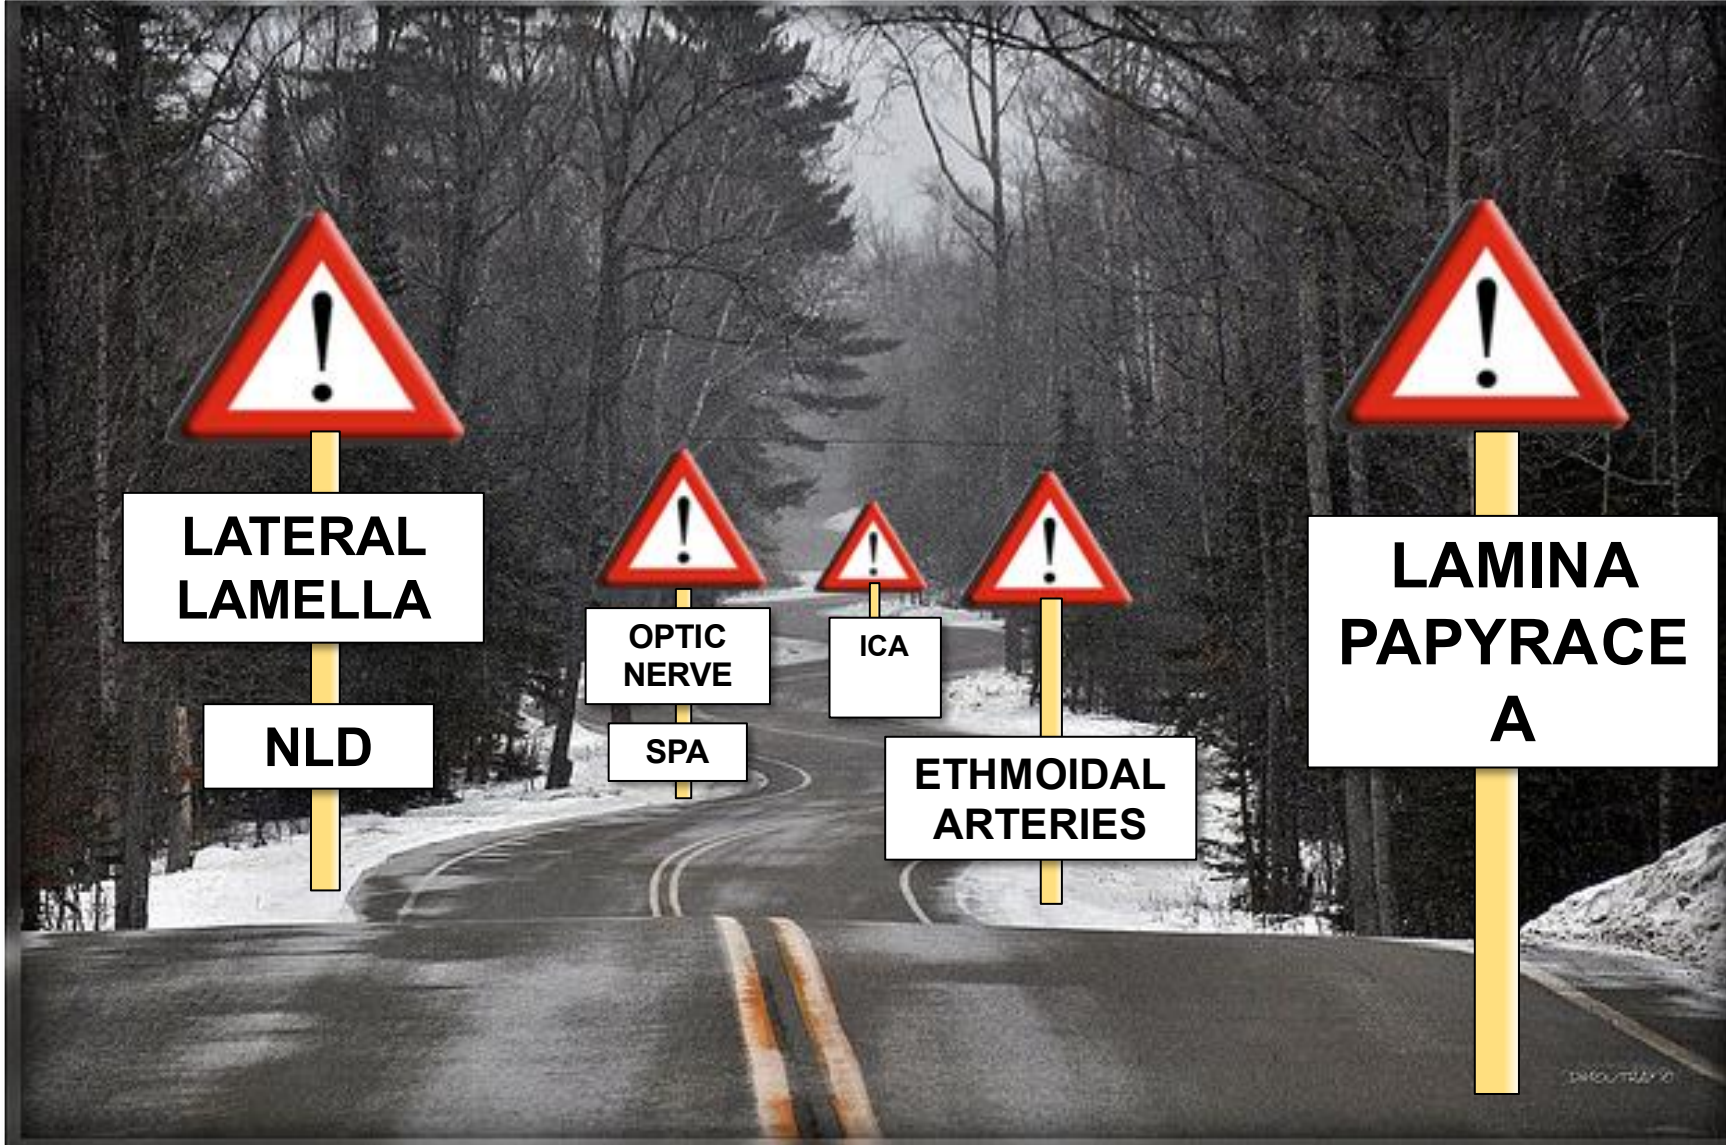 LATERAL
LAMELLA
NLD
OPTIC
NERVE
SPA
ICA
ETHMOIDAL
ARTERIES
LAMINA
PAPYRACE
A